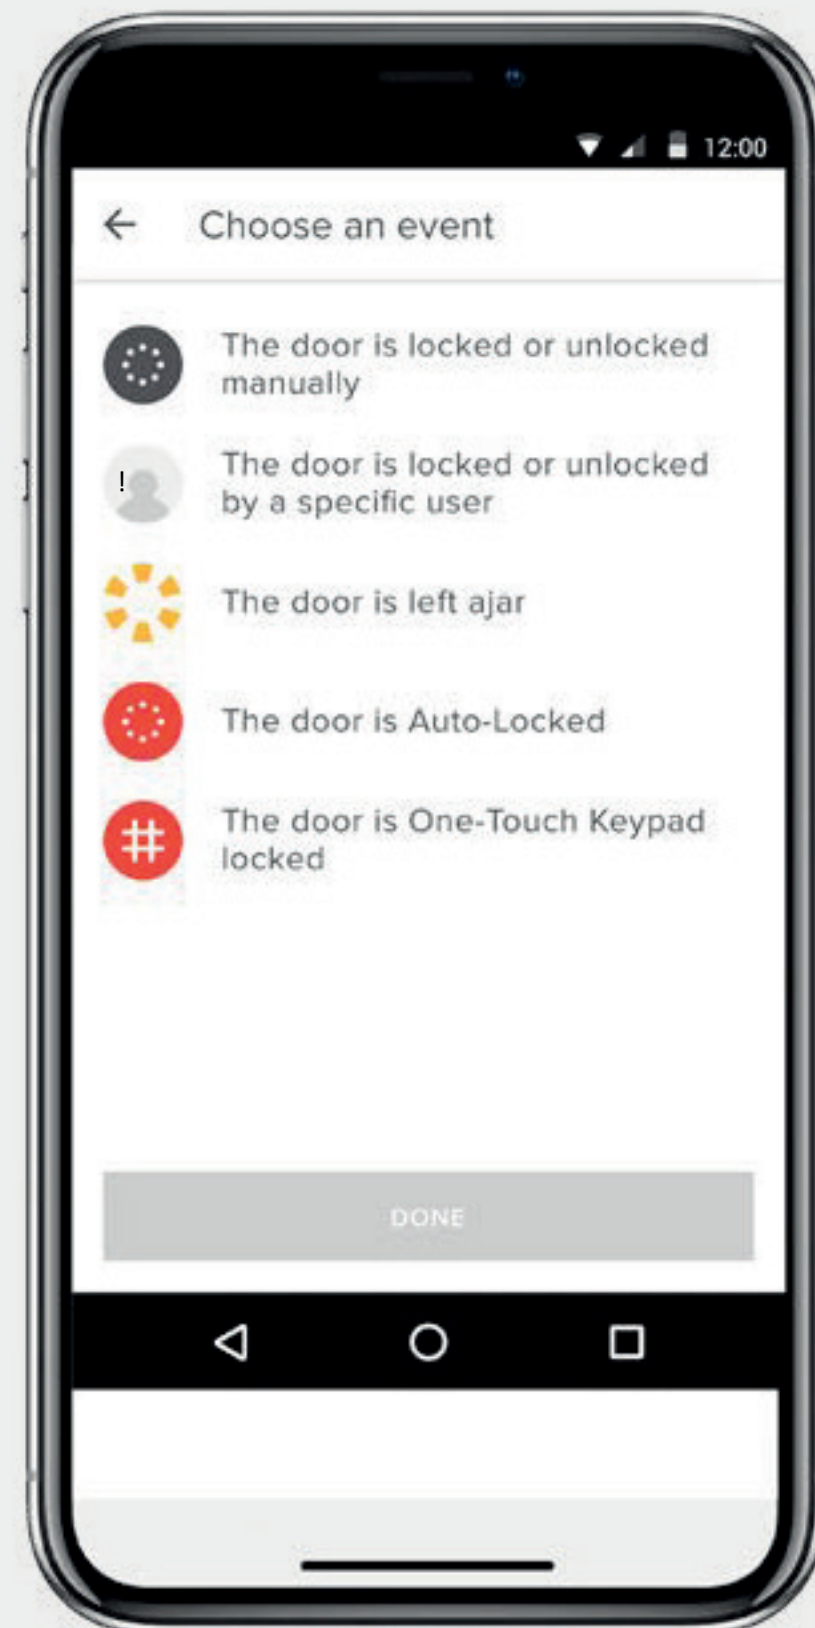 12:00
Choose an event
The door is locked or unlocked
manually
!
The door is locked or unlocked
by a specific user
The door is left ajar
The door is Auto-Locked
#
The door is One-Touch Keypad
locked
DONE